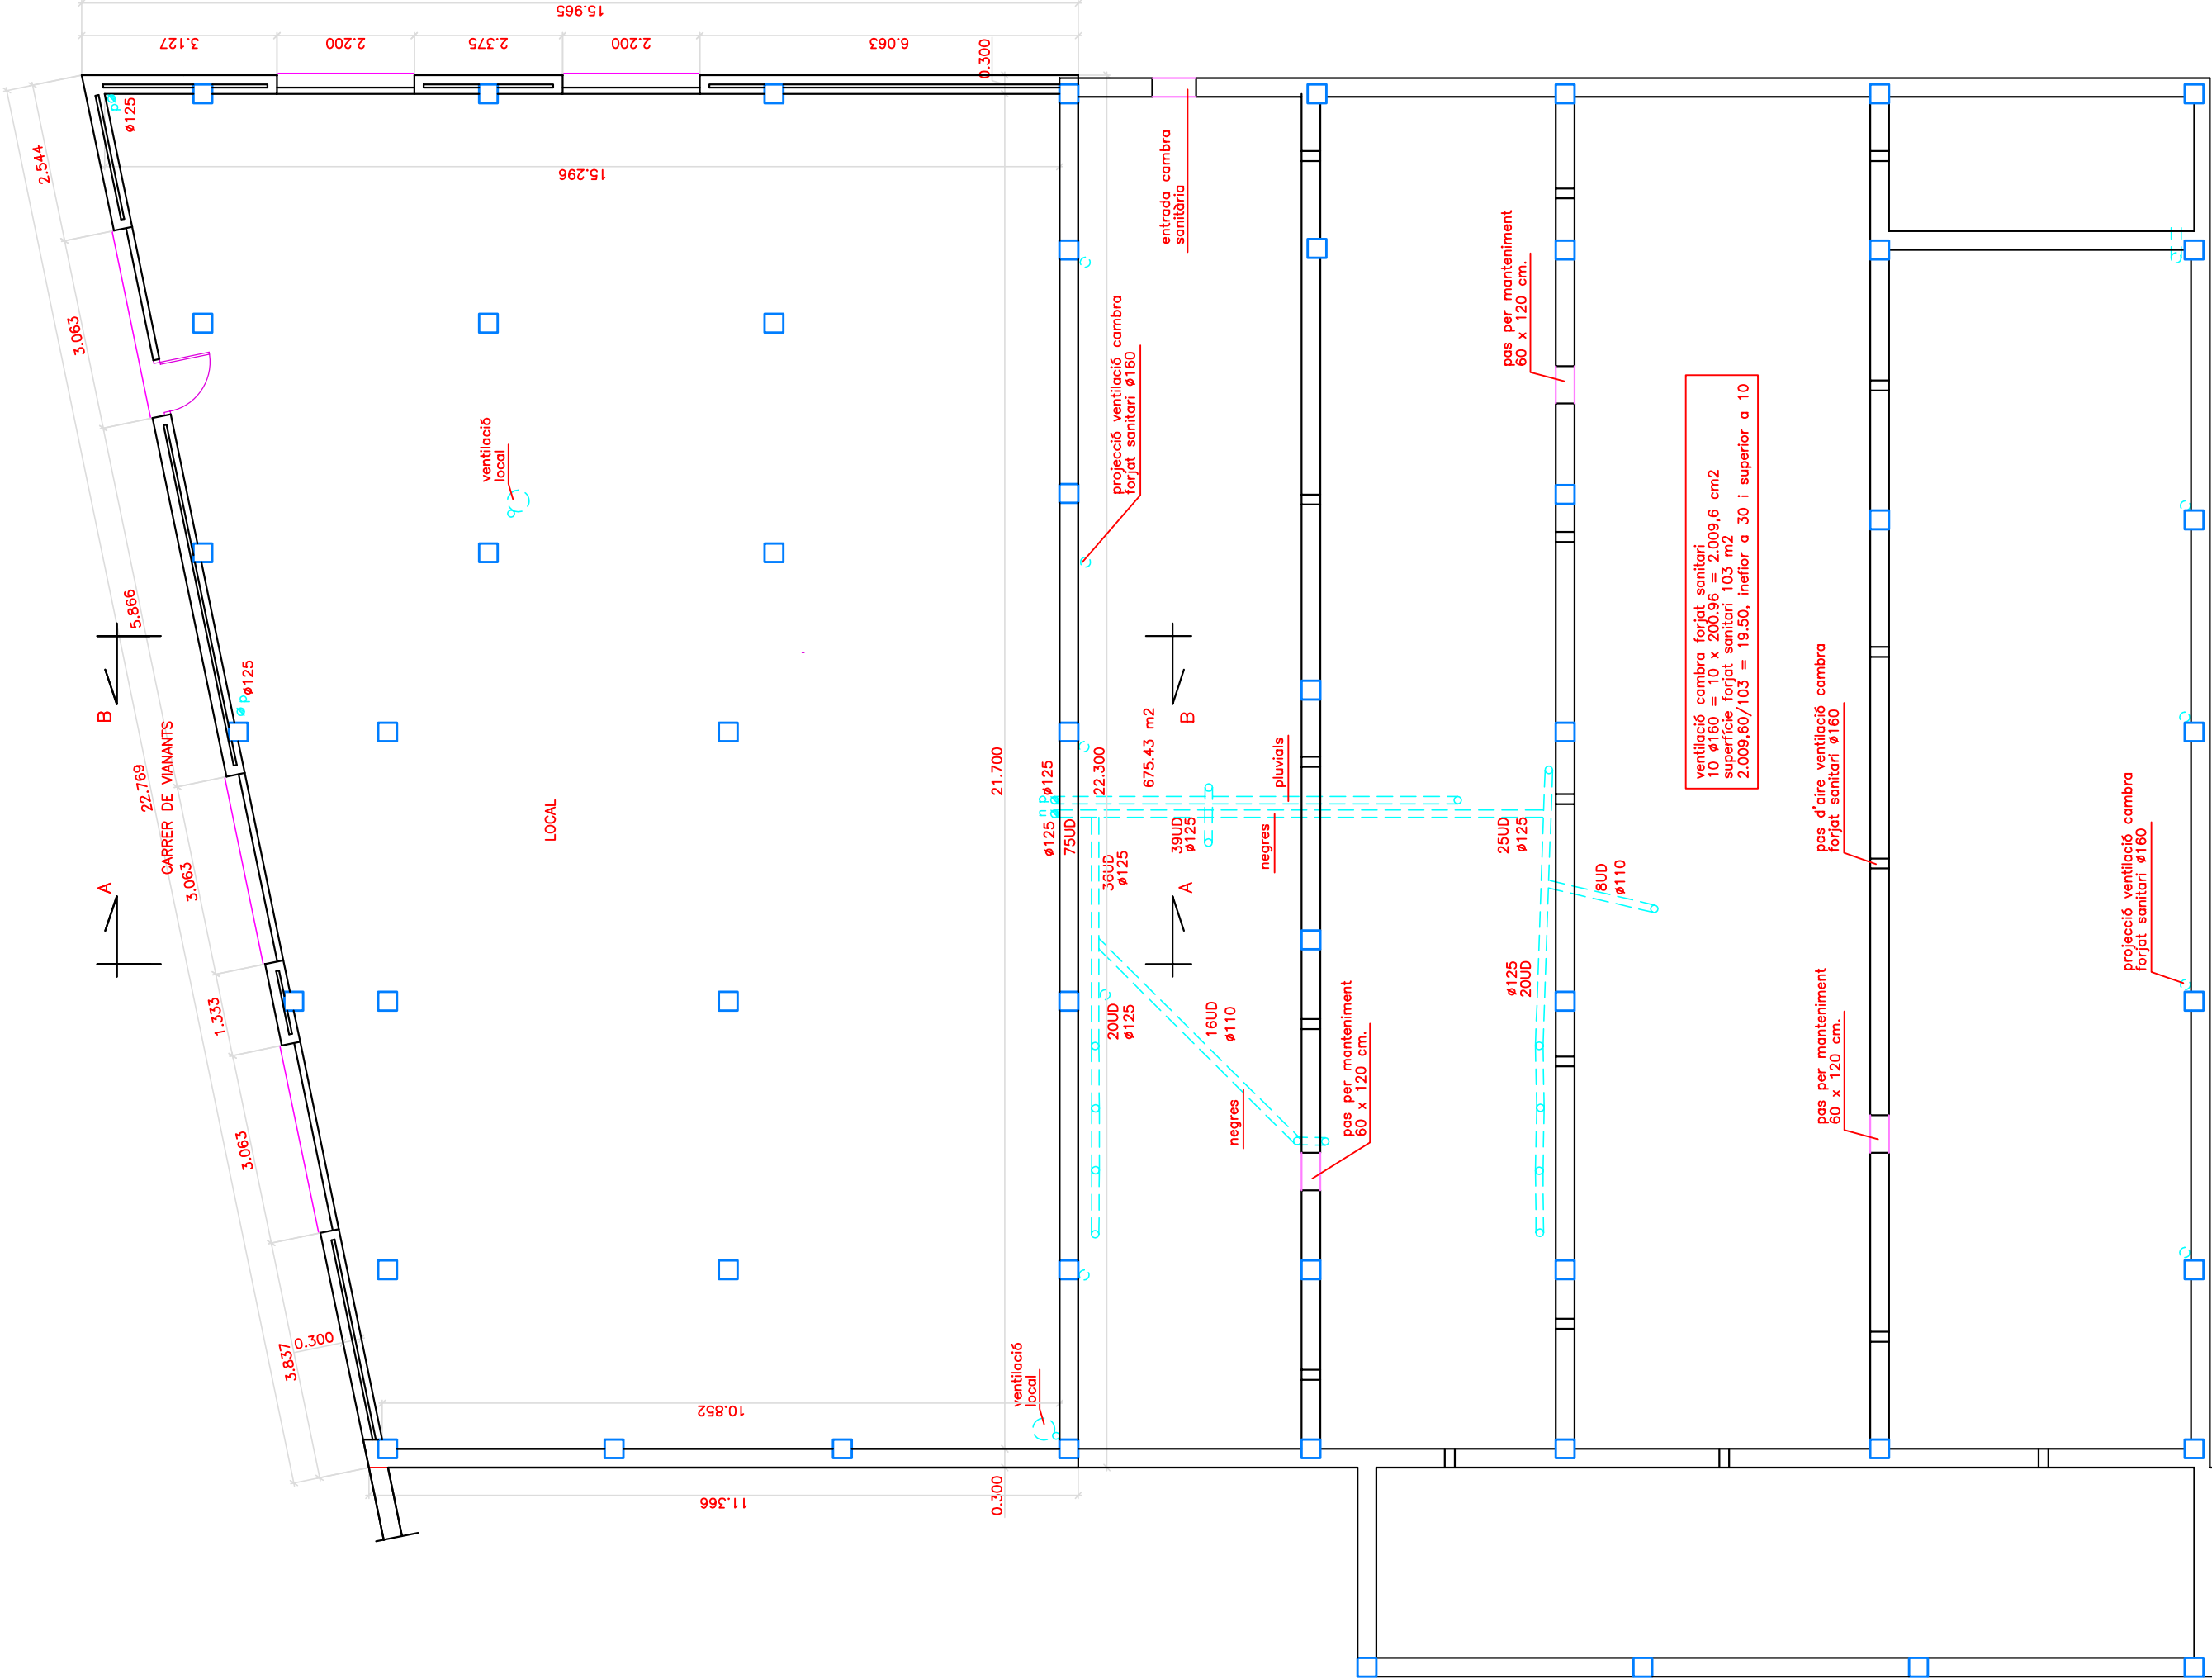 15.965
3.127
2.200
2.375
2.200
6.063
0.300
2.544
3.063
5.866
22.769
3.063
1.333
3.063
3.837
0.300
p
ø125
15.296
ventilació
local
B
p
ø125
CARRER DE VIANANTS
A
LOCAL
entrada cambra
sanitària
projecció ventilació cambra
forjat sanitari ø160
pas per manteniment
60 x 120 cm.
B
675.43 m2
21.700
22.300
pluvials
n p
ø125
ø125
75UD
36UD
ø125
39UD
ø125
A
negres
25UD
ø125
8UD
ø110
ø125
20UD
20UD
ø125
16UD
ø110
negres
pas per manteniment
60 x 120 cm.
ventilació cambra forjat sanitari
10 ø160 = 10 x 200.96 = 2.009,6 cm2
superfície forjat sanitari 103 m2
2.009,60/103 = 19.50, inefior a 30 i superior a 10
pas d'aire ventilació cambra
forjat sanitari ø160
pas per manteniment
60 x 120 cm.
projecció ventilació cambra
forjat sanitari ø160
ventilació
local
10.852
11.366
0.300